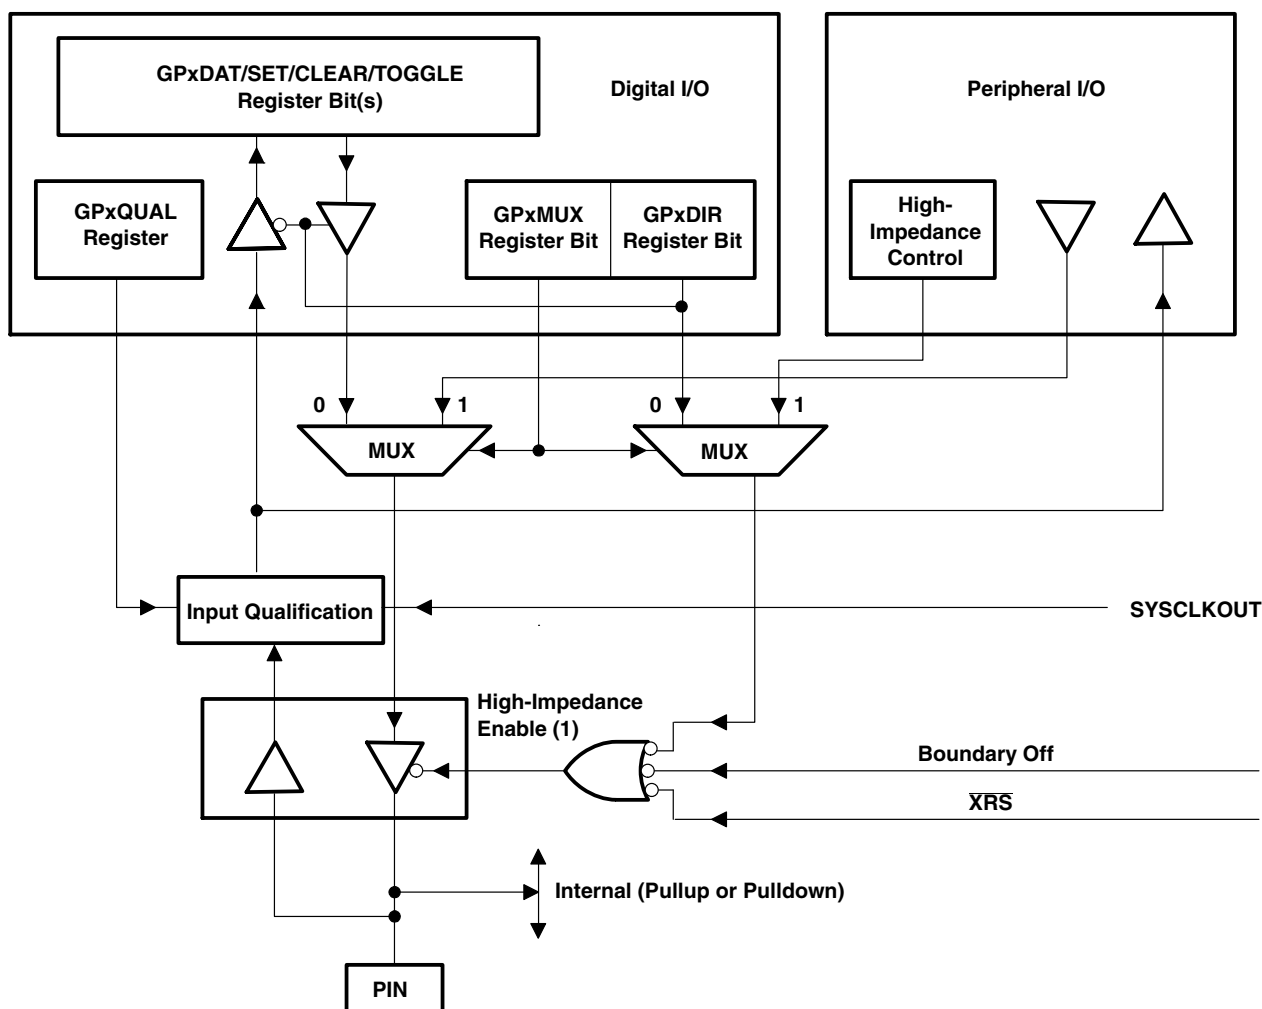 GPxDAT/SET/CLEAR/TOGGLE
Register Bit(s)
Digital I/O
Peripheral I/O
GPxQUAL
Register
GPxMUX
Register Bit
GPxDIR
Register Bit
High-
Impedance
Control
0
1
0
1
MUX
MUX
Input Qualification
SYSCLKOUT
High-Impedance
Enable (1)
Boundary Off
XRS
Internal (Pullup or Pulldown)
PIN